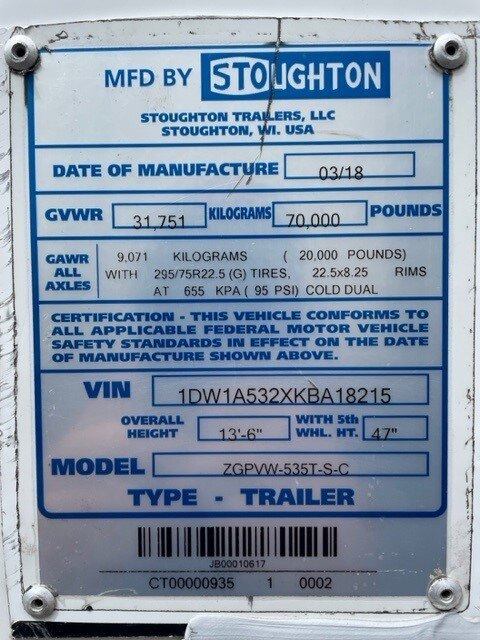 MFD BY STOUGHTON
STOUGHTON TRAILERS, LLC
STOUGHTON, WI. USA
DATE OF MANUFACTURE 03/18
GVWR 31,751 KILOGRAMS 70,000 POUNDS
GAWR ALL AXLES
9.071 KILOGRAMS ( 20,000 POUNDS)
WITH 295/75R22.5 (G) TIRES, 22.5x8.25 RIMS
AT 655 KPA ( 95 PSI) COLD DUAL
CERTIFICATION - THIS VEHICLE CONFORMS TO
ALL APPLICABLE FEDERAL MOTOR VEHICLE
SAFETY STANDARDS IN EFFECT ON THE DATE
OF MANUFACTURE SHOWN ABOVE.
VIN 1DW1A532XKBA18215
OVERALL HEIGHT 13'-6" WITH 5th WHL. HT. 47"
MODEL ZGPVW-535T-S-C
TYPE - TRAILER
JB00010617
CT00000935 1 0002